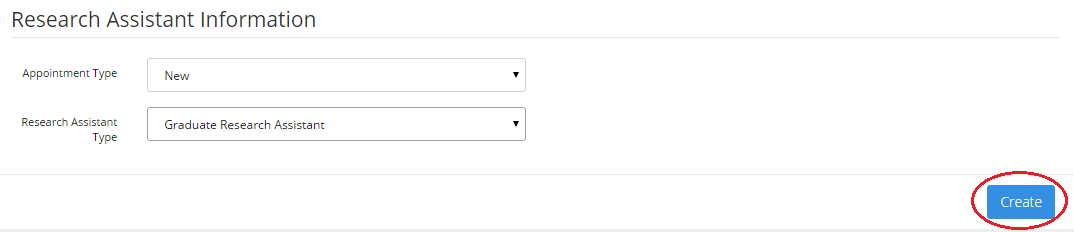 Research Assistant Information
Appointment Type
New
Research Assistant
Type
Graduate Research Assistant
Create